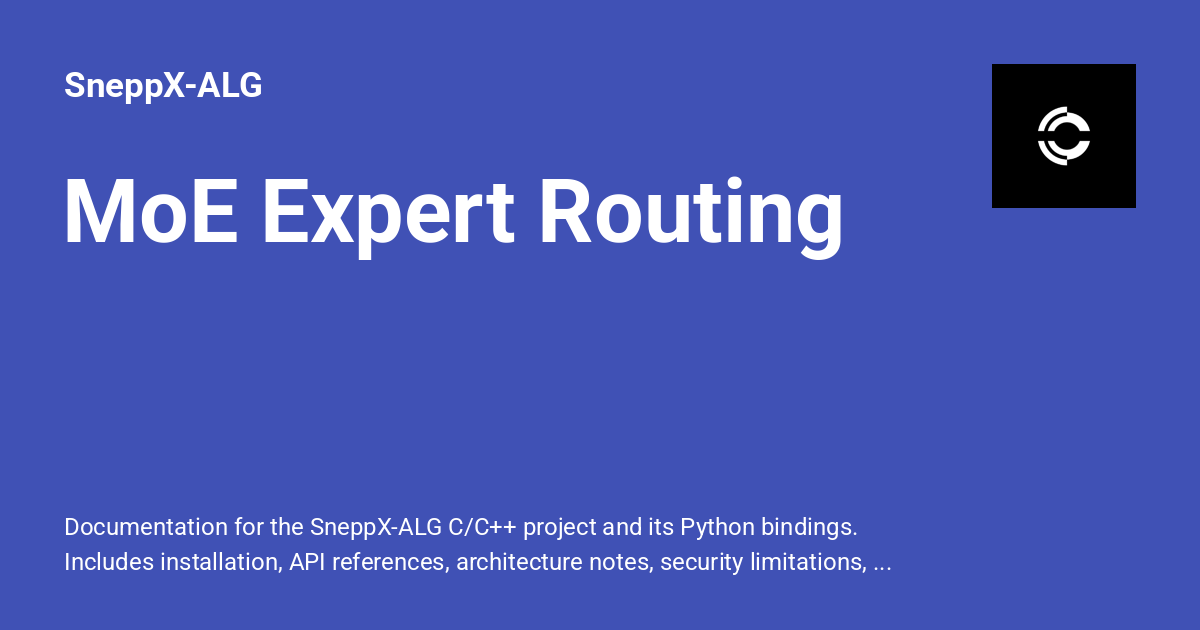 SneppX-ALG
MoE Expert Routing
Documentation for the SneppX-ALG C/C++ project and its Python bindings.
Includes installation, API references, architecture notes, security limitations, ...